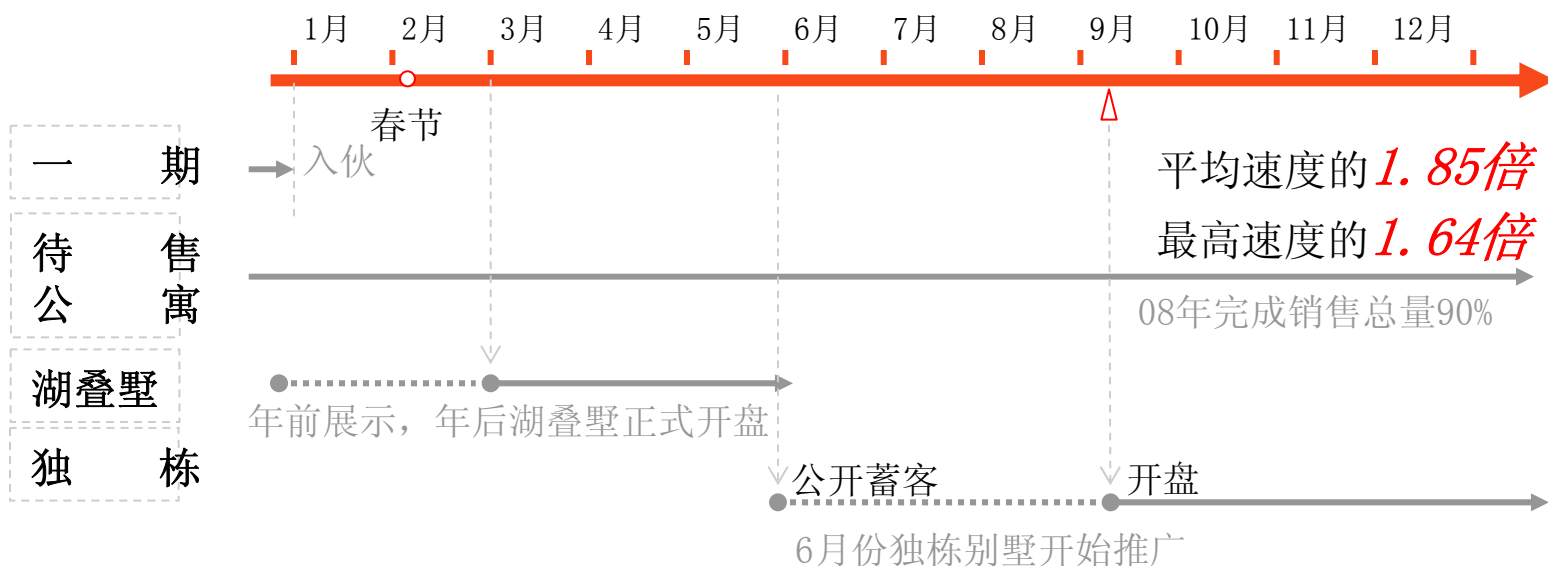 1月 2月 3月 4月 5月 6月 7月 8月 9月 10月 11月 12月
春节
一 期
入伙
平均速度的1.85倍
待 售
公 寓
最高速度的1.64倍
08年完成销售总量90%
湖叠墅
年前展示，年后湖叠墅正式开盘
独 栋
公开蓄客
开盘
6月份独栋别墅开始推广